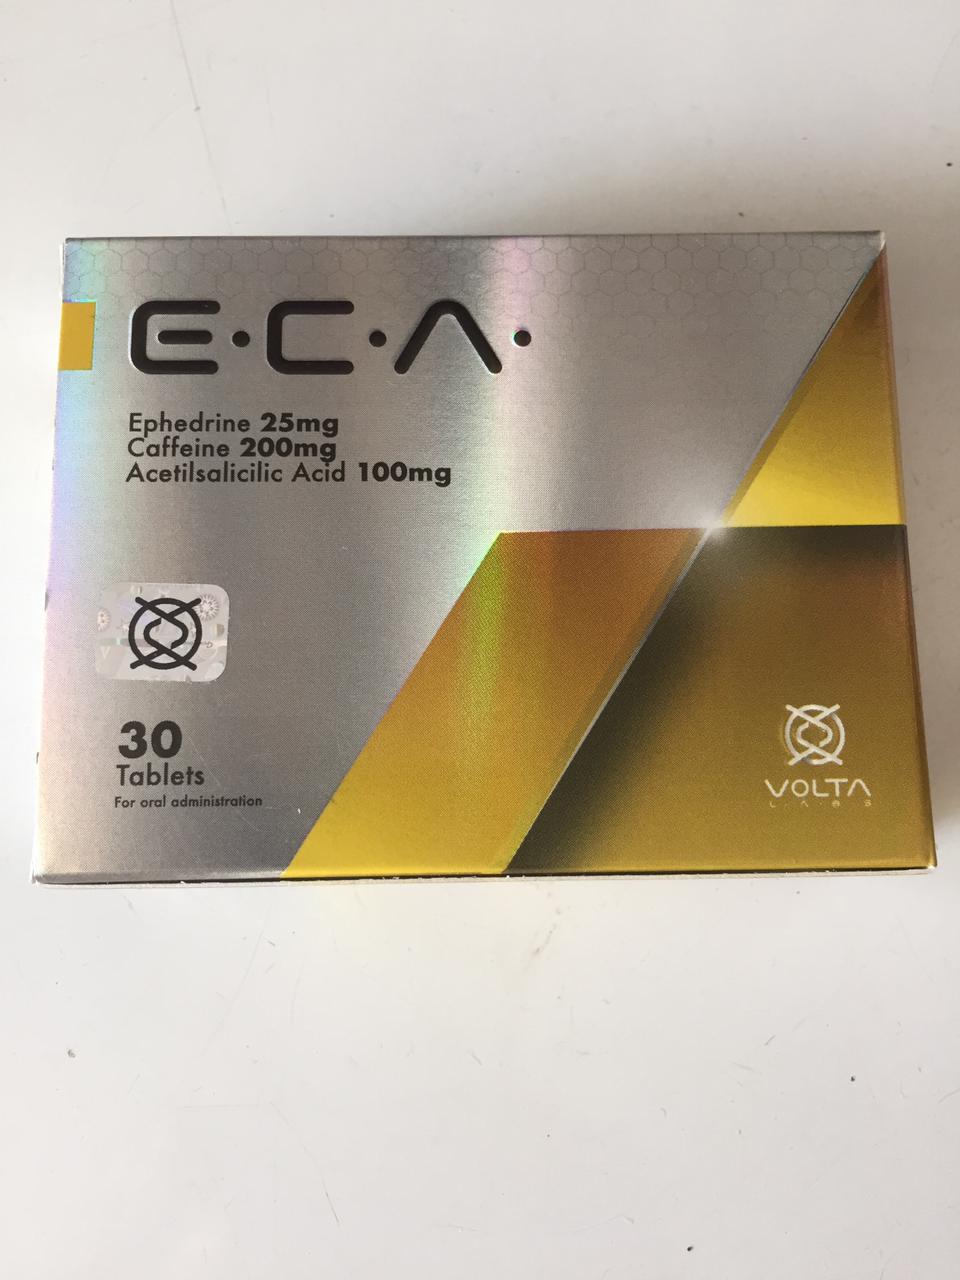 E.C.A.
Ephedrine 25mg
Caffeine 200mg
Acetilsalicilic Acid 100mg
30
Tablets
For oral administration
VOLTA
LABS